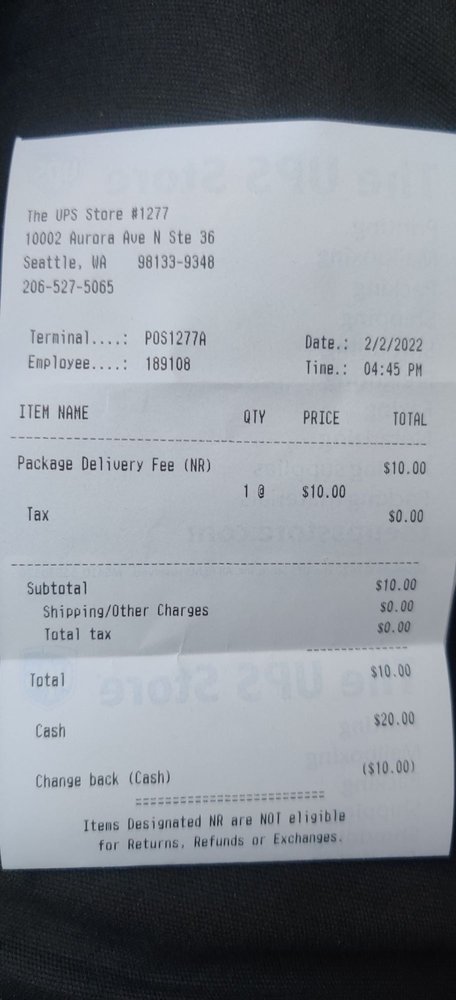 The UPS Store #1277
10002 Aurora Ave N Ste 36
Seattle, WA 98133-9348
206-527-5065
Terminal....: POS1277A Date.: 2/2/2022
Employee....: 189108 Time.: 04:45 PM
ITEM NAME QTY PRICE TOTAL
Package Delivery Fee (NR) $10.00
1 @ $10.00
Tax $0.00
Subtotal $10.00
Shipping/Other Charges $0.00
Total tax $0.00
Total $10.00
Cash $20.00
Change back (Cash) ($10.00)
Items Designated NR are NOT eligible
for Returns, Refunds or Exchanges.